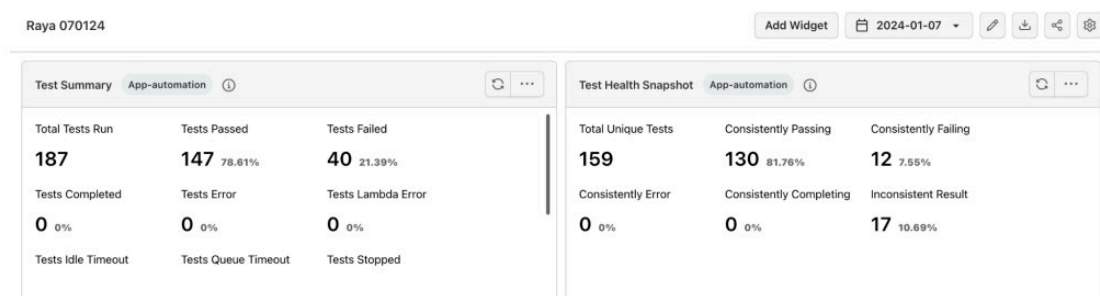 Raya 070124
Add Widget
2024-01-07
Test Summary App-automation
Total Tests Run Tests Passed Tests Failed
187 147 78.61% 40 21.39%
Tests Completed Tests Error Tests Lambda Error
0 0% 0 0% 0 0%
Tests Idle Timeout Tests Queue Timeout Tests Stopped
Test Health Snapshot App-automation
Total Unique Tests Consistently Passing Consistently Failing
159 130 81.76% 12 7.55%
Consistently Error Consistently Completing Inconsistent Result
0 0% 0 0% 17 10.69%